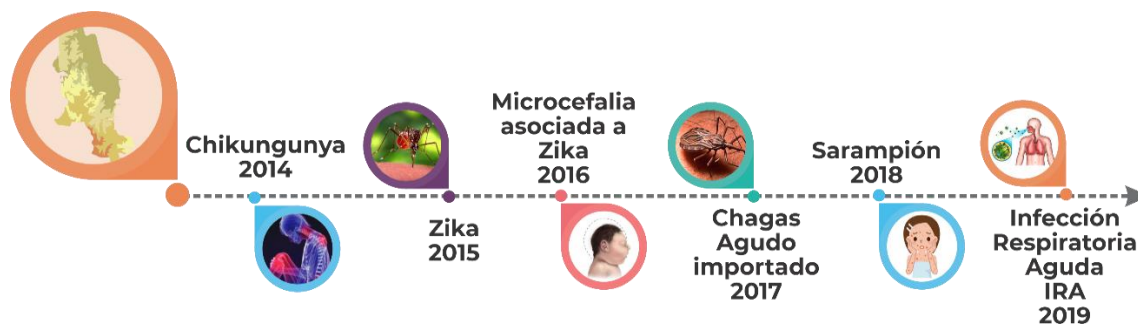 Chikungunya
2014
Zika
2015
Microcefalia
asociada a
Zika
2016
Chagas
Agudo
importado
2017
Sarampión
2018
Infección
Respiratoria
Aguda
IRA
2019